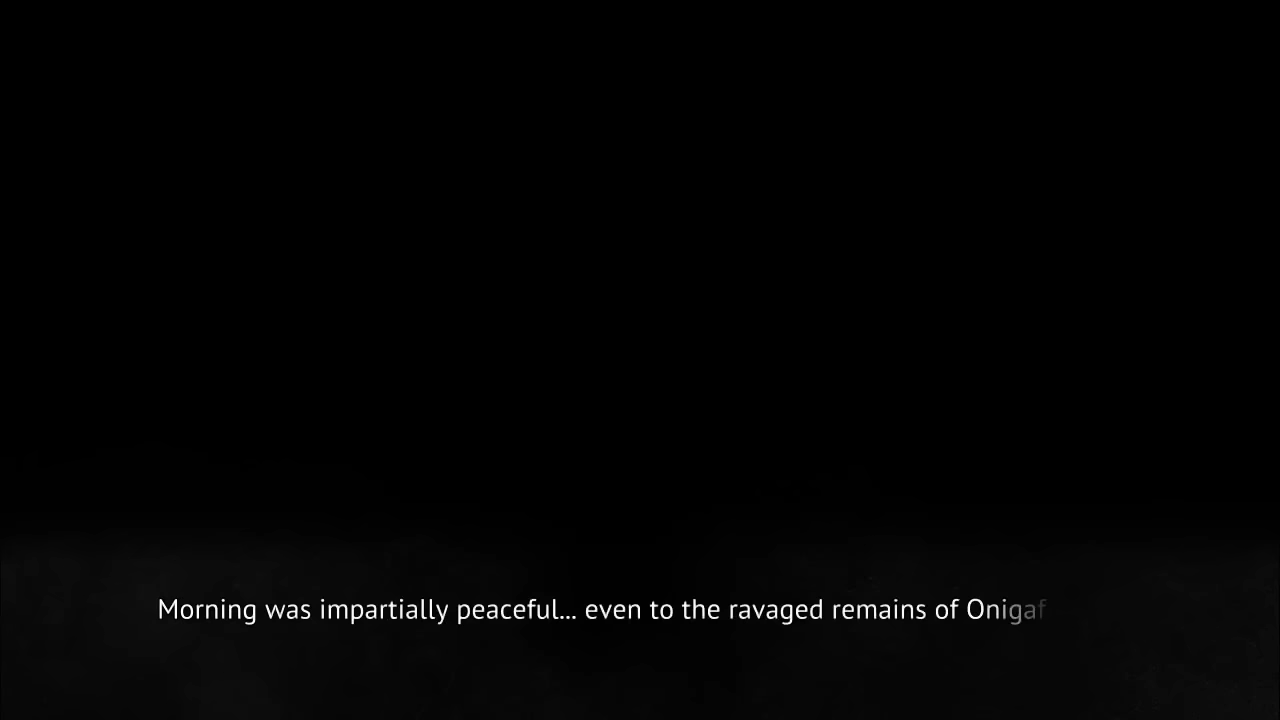 Morning was impartially peaceful... even to the ravaged remains of Onigaf